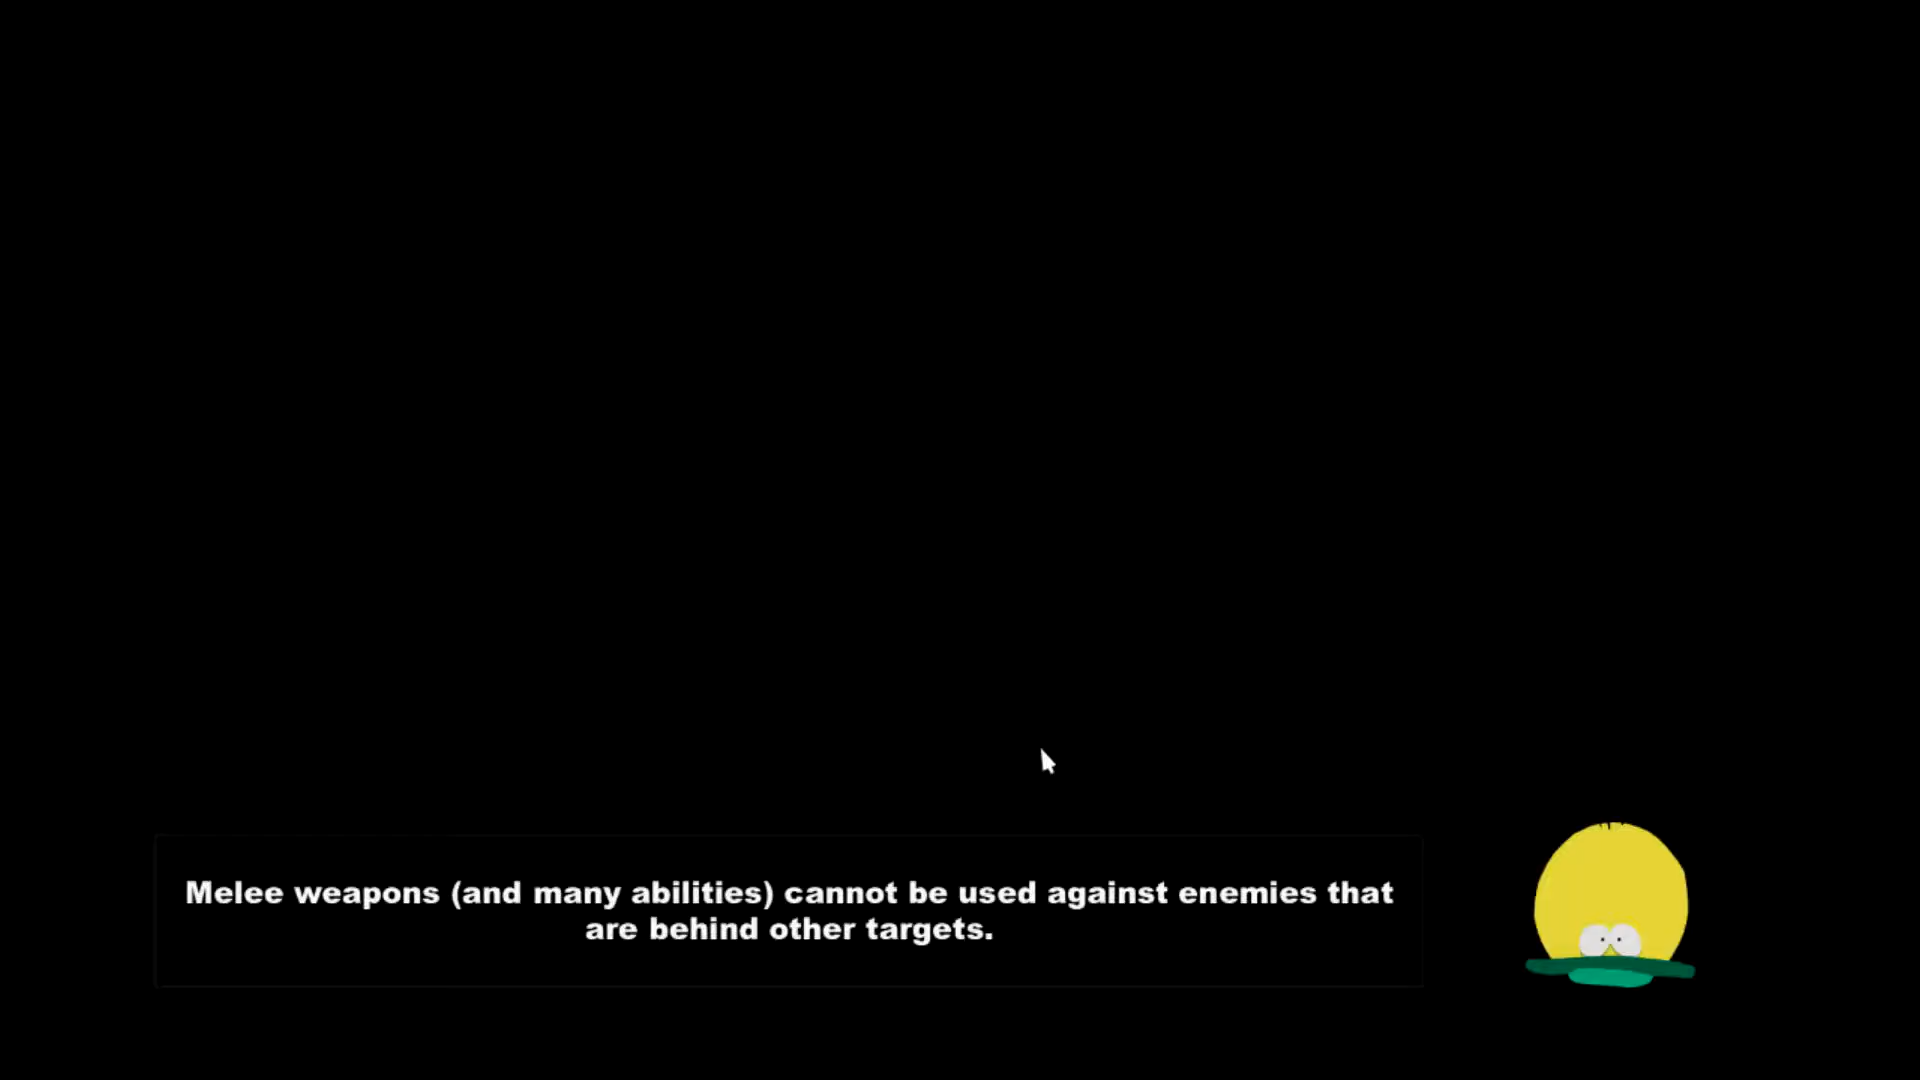 Melee weapons (and many abilities) cannot be used against enemies that
are behind other targets.